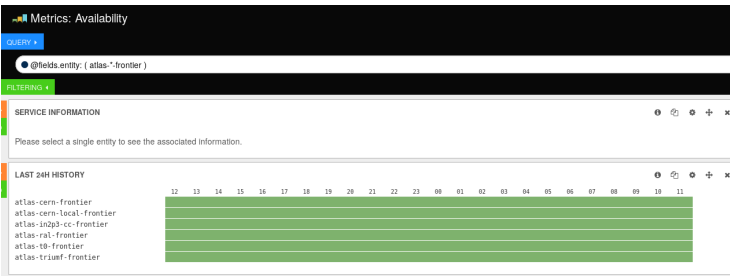 Metrics: Availability
QUERY
@fields.entity: ( atlas-*-frontier )
FILTERING
SERVICE INFORMATION
Please select a single entity to see the associated information.
LAST 24H HISTORY
12 13 14 15 16 17 18 19 20 21 22 23 00 01 02 03 04 05 06 07 08 09 10 11
atlas-cern-frontier
atlas-cern-local-frontier
atlas-in2p3-cc-frontier
atlas-ral-frontier
atlas-t0-frontier
atlas-triumf-frontier